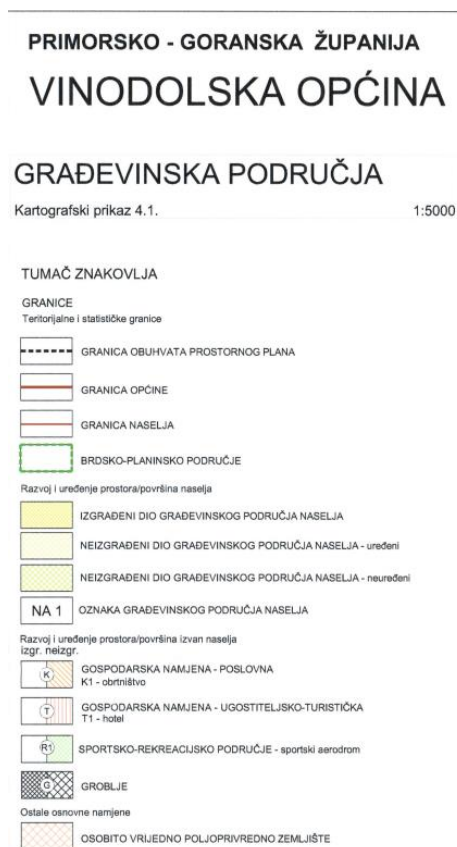 PRIMORSKO - GORANSKA ŽUPANIJA
VINODOLSKA OPĆINA
GRAĐEVINSKA PODRUČJA
Kartografski prikaz 4.1. 1:5000
TUMAČ ZNAKOVLJA
GRANICE
Teritorijalne i statističke granice
GRANICA OBUHVATA PROSTORNOG PLANA
GRANICA OPĆINE
GRANICA NASELJA
BRDSKO-PLANINSKO PODRUČJE
Razvoj i uređenje prostora/površina naselja
IZGRAĐENI DIO GRAĐEVINSKOG PODRUČJA NASELJA
NEIZGRAĐENI DIO GRAĐEVINSKOG PODRUČJA NASELJA - uređeni
NEIZGRAĐENI DIO GRAĐEVINSKOG PODRUČJA NASELJA - neuređeni
NA 1 OZNAKA GRAĐEVINSKOG PODRUČJA NASELJA
Razvoj i uređenje prostora/površina izvan naselja
izgr. neizgr.
K GOSPODARSKA NAMJENA - POSLOVNA
K1 - obrtništvo
T GOSPODARSKA NAMJENA - UGOSTITELJSKO-TURISTIČKA
T1 - hotel
R1 SPORTSKO-REKREACIJSKO PODRUČJE - sportski aerodrom
G GROBLJE
Ostale osnovne namjene
OSOBITO VRIJEDNO POLJOPRIVREDNO ZEMLJIŠTE